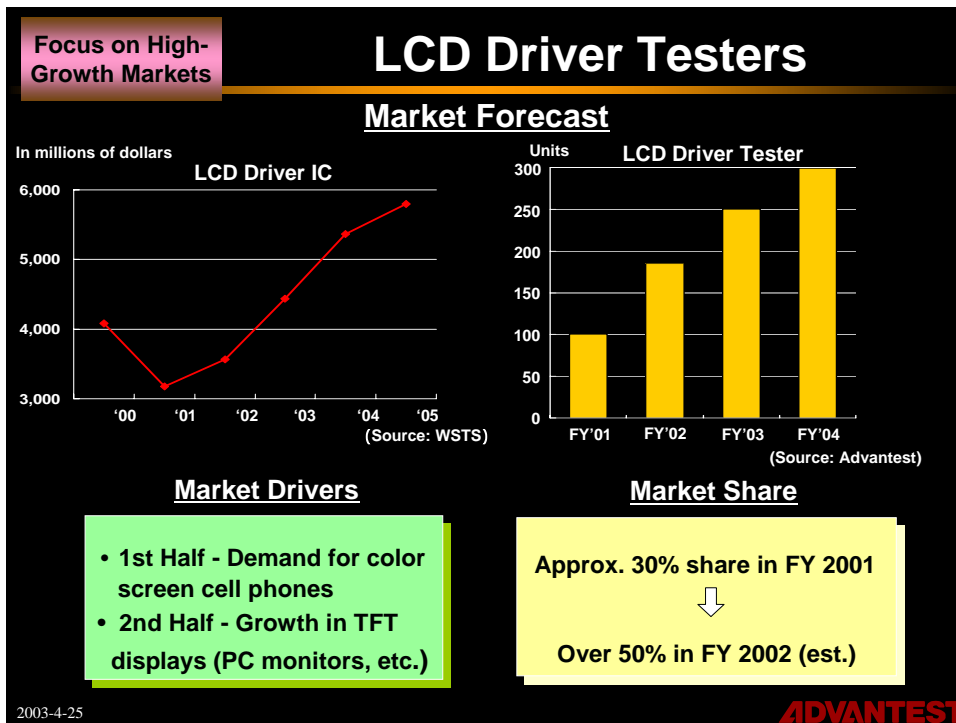 Focus on High-
Growth Markets
LCD Driver Testers
Market Forecast
In millions of dollars
LCD Driver IC
6,000
5,000
4,000
3,000
‘00 ‘01 ‘02 ‘03 ‘04 ‘05
(Source: WSTS)
Units
LCD Driver Tester
300
250
200
150
100
50
0
FY’01 FY’02 FY’03 FY’04
(Source: Advantest)
Market Drivers
• 1st Half - Demand for color
screen cell phones
• 2nd Half - Growth in TFT
displays (PC monitors, etc.)
Market Share
Approx. 30% share in FY 2001
Over 50% in FY 2002 (est.)
2003-4-25
ADVANTEST